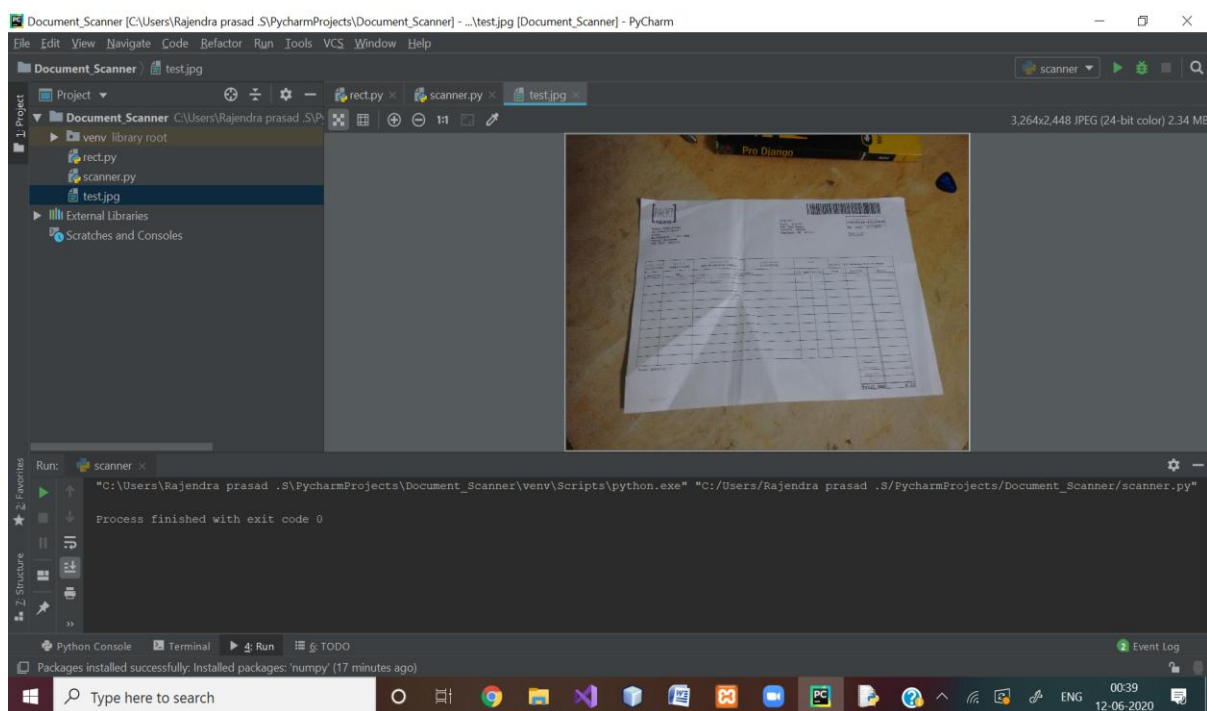 Document_Scanner [C:\Users\Rajendra prasad .S\PycharmProjects\Document_Scanner] - ...\test.jpg [Document_Scanner] - PyCharm
File Edit View Navigate Code Refactor Run Tools VCS Window Help
Document_Scanner test.jpg
scanner
1: Project
Project
rect.py
scanner.py
test.jpg
Document_Scanner C:\Users\Rajendra prasad .S\P
1:1
3,264x2,448 JPEG (24-bit color) 2.34 MB
venv library root
rect.py
scanner.py
test.jpg
External Libraries
Scratches and Consoles
Pro Django
2: Favorites
7: Structure
Run: scanner
"C:\Users\Rajendra prasad .S\PycharmProjects\Document_Scanner\venv\Scripts\python.exe" "C:/Users/Rajendra prasad .S/PycharmProjects/Document_Scanner/scanner.py"
Process finished with exit code 0
Python Console Terminal 4: Run 6: TODO
2 Event Log
Packages installed successfully: Installed packages: 'numpy' (17 minutes ago)
Type here to search
PC
ENG
00:39
12-06-2020